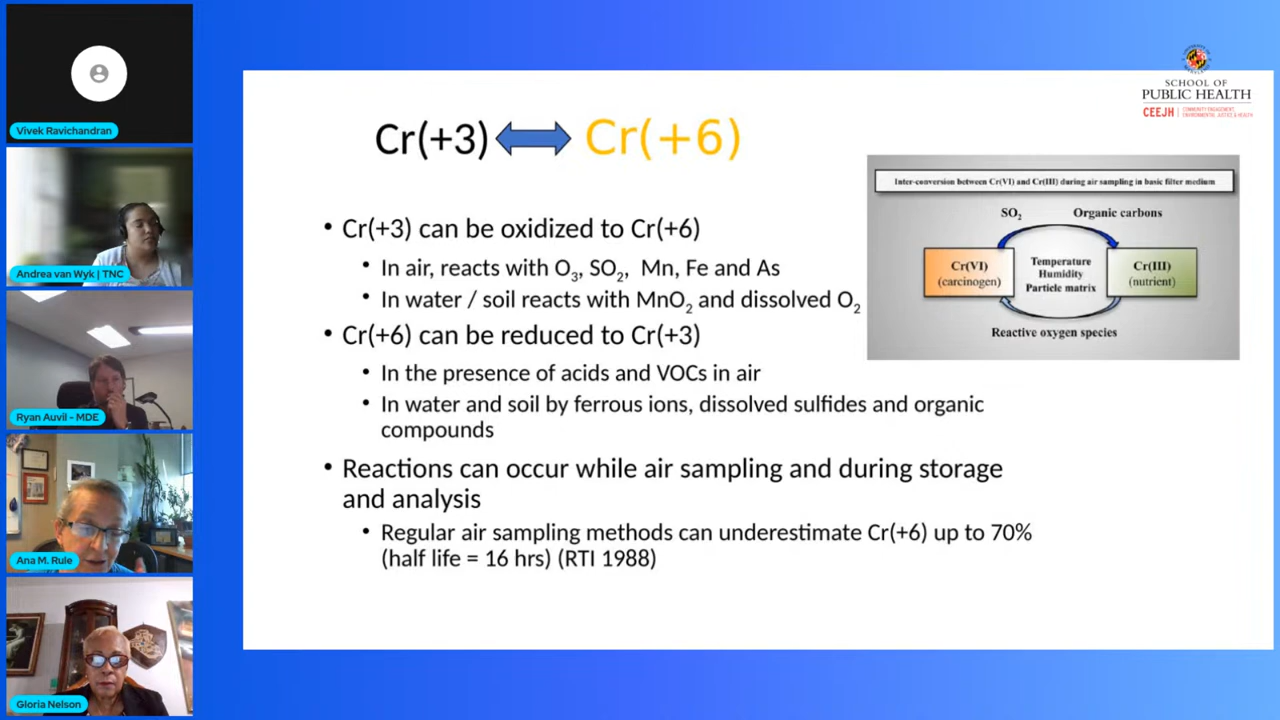 Vivek Ravichandran
Andrea van Wyk | TNC
Ryan Auvil - MDE
Ana M. Rule
Gloria Nelson
SCHOOL OF
PUBLIC HEALTH
CEEJH | COMMUNITY ENGAGEMENT,
ENVIRONMENTAL JUSTICE & HEALTH
Cr(+3) Cr(+6)
• Cr(+3) can be oxidized to Cr(+6)
• In air, reacts with O3, SO2, Mn, Fe and As
• In water / soil reacts with MnO2 and dissolved O2
• Cr(+6) can be reduced to Cr(+3)
• In the presence of acids and VOCs in air
• In water and soil by ferrous ions, dissolved sulfides and organic
compounds
• Reactions can occur while air sampling and during storage
and analysis
• Regular air sampling methods can underestimate Cr(+6) up to 70%
(half life = 16 hrs) (RTI 1988)
Inter-conversion between Cr(VI) and Cr(III) during air sampling in basic filter medium
SO2 Organic carbons
Cr(VI)
(carcinogen)
Temperature
Humidity
Particle matrix
Cr(III)
(nutrient)
Reactive oxygen species